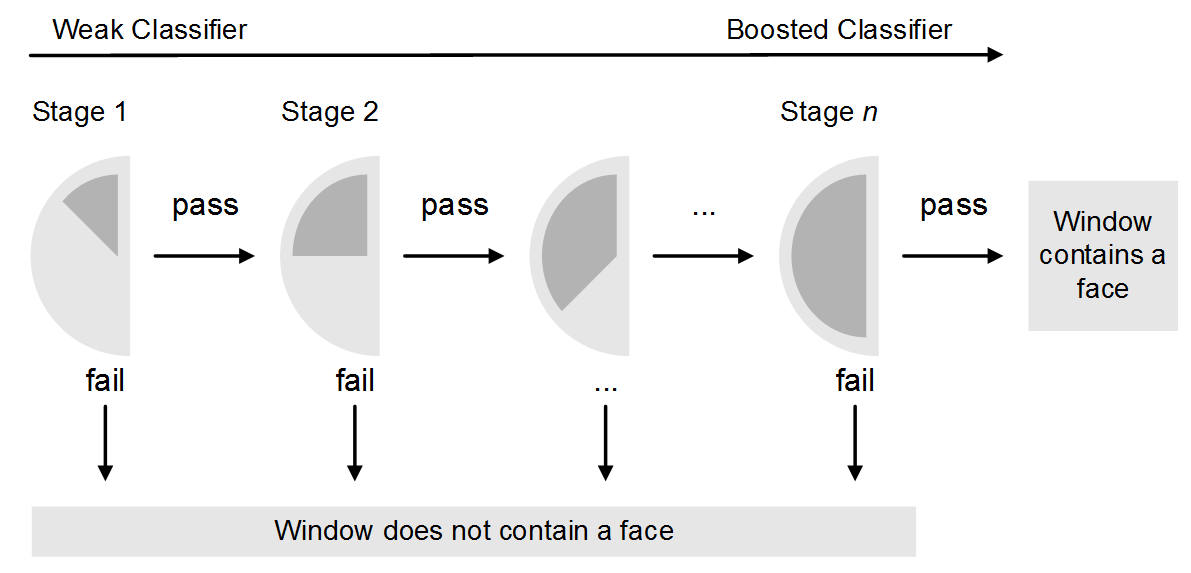 Weak Classifier
Boosted Classifier
Stage 1
Stage 2
Stage n
pass
pass
...
pass
Window
contains a
face
fail
fail
...
fail
Window does not contain a face